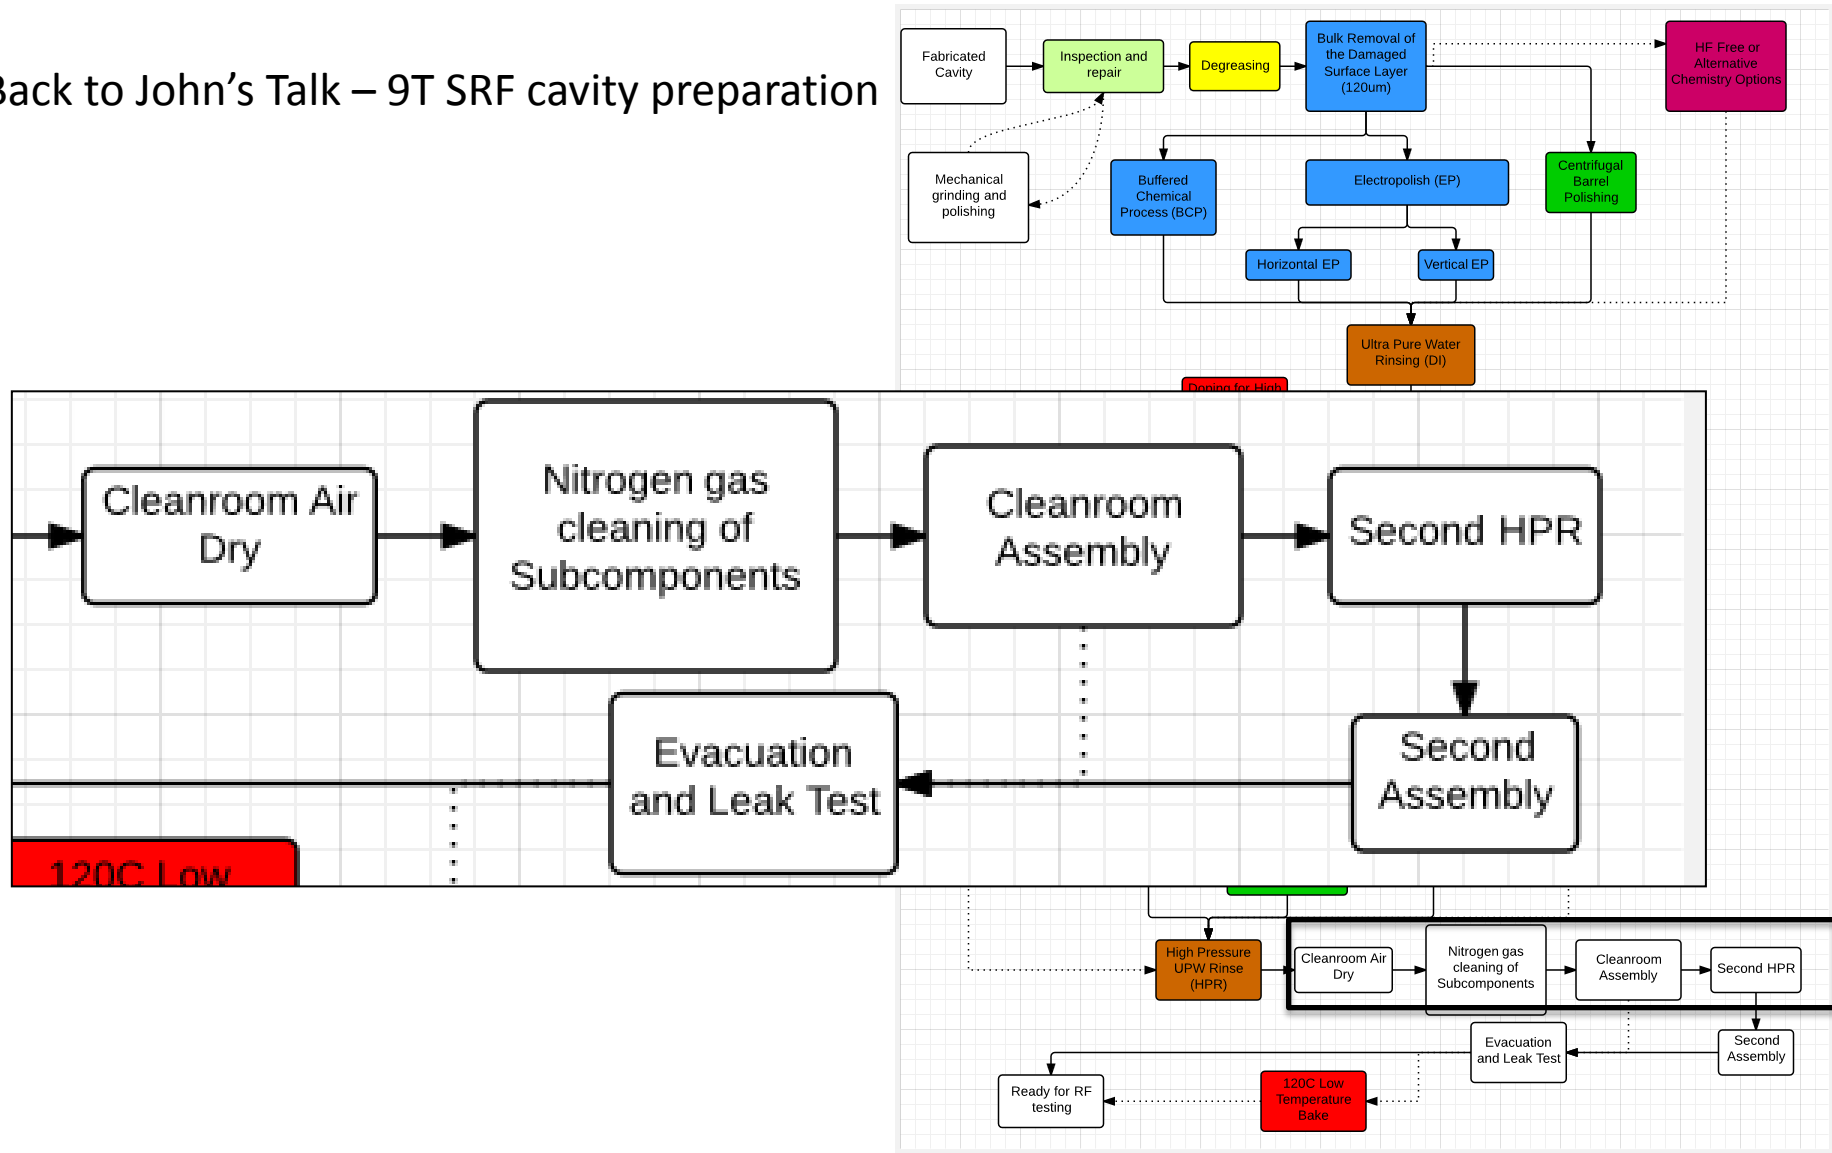 Back to John's Talk – 9T SRF cavity preparation
Fabricated
Cavity
Inspection and
repair
Degreasing
Bulk Removal of
the Damaged
Surface Layer
(120um)
HF Free or
Alternative
Chemistry Options
Mechanical
grinding and
polishing
Buffered
Chemical
Process (BCP)
Electropolish (EP)
Centrifugal
Barrel
Polishing
Horizontal EP
Vertical EP
Ultra Pure Water
Rinsing (DI)
Doping for High
Cleanroom Air
Dry
Nitrogen gas
cleaning of
Subcomponents
Cleanroom
Assembly
Second HPR
Evacuation
and Leak Test
Second
Assembly
120C Low
High Pressure
UPW Rinse
(HPR)
Cleanroom Air
Dry
Nitrogen gas
cleaning of
Subcomponents
Cleanroom
Assembly
Second HPR
Evacuation
and Leak Test
Second
Assembly
Ready for RF
testing
120C Low
Temperature
Bake